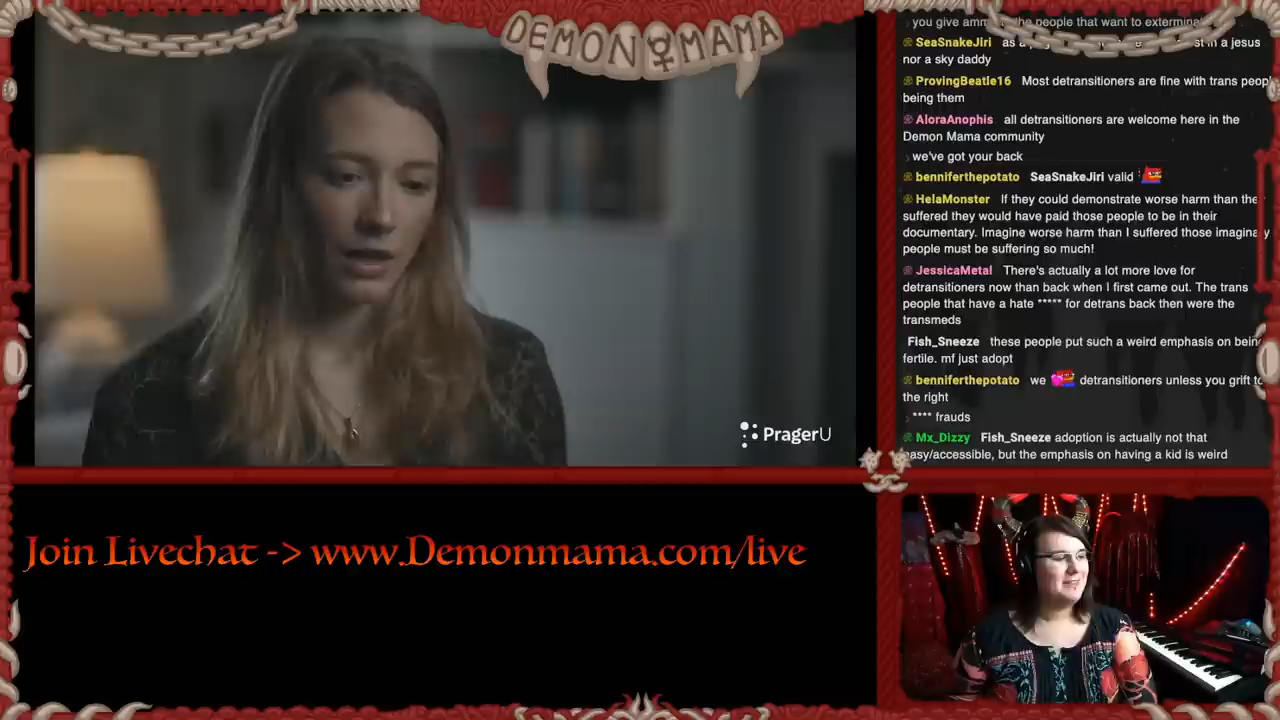 DEMON MAMA
PragerU
you give the people that want to
SeaSnakeJiri as a in a jesus
nor a sky daddy
ProvingBeatle16 Most detransitioners are fine with trans peop
being them
AloraAnophis all detransitioners are welcome here in the
Demon Mama community
we've got your back
benniferthepotato SeaSnakeJiri valid
HelaMonster If they could demonstrate worse harm than the
suffered they would have paid those people to be in their
documentary. Imagine worse harm than I suffered those imaginary
people must be suffering so much!
JessicaMetal There's actually a lot more love for
detransitioners now than back when I first came out. The trans
people that have a hate ***** for detrans back then were the
transmeds
Fish_Sneeze these people put such a weird emphasis on being
fertile. mf just adopt
benniferthepotato we detransitioners unless you grift to
the right
**** frauds
Mx_Dizzy Fish_Sneeze adoption is actually not that
easy/accessible, but the emphasis on having a kid is weird
Join Livechat -> www.Demonmama.com/live